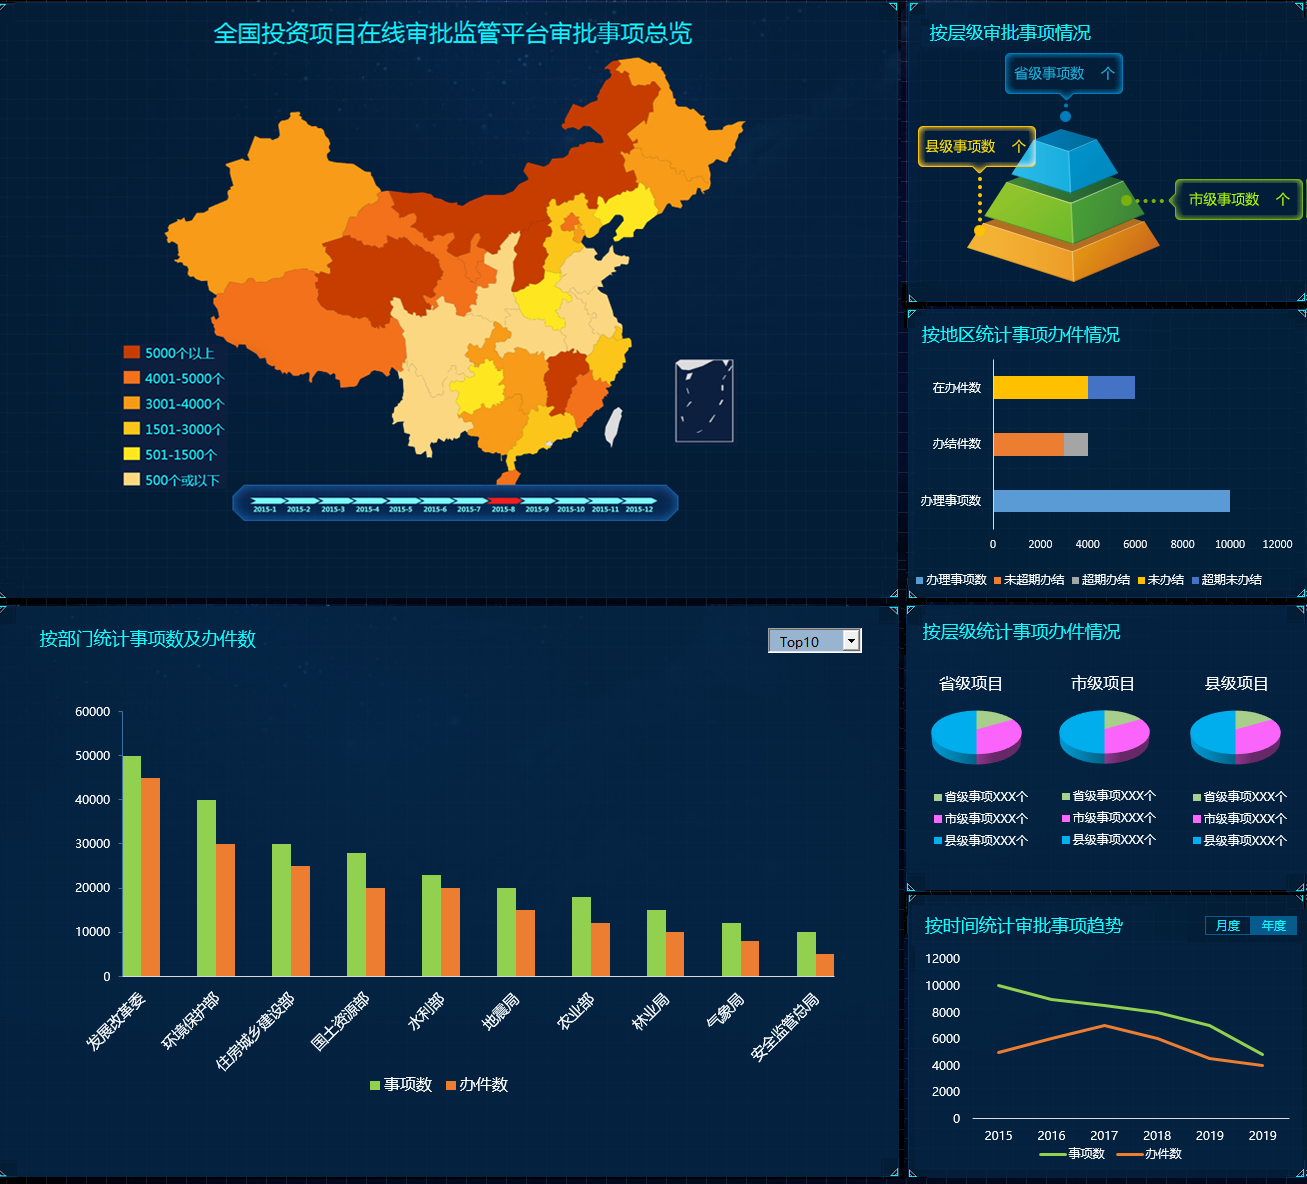 全国投资项目在线审批监管平台审批事项总览
5000个以上
4001-5000个
3001-4000个
1501-3000个
501-1500个
500个或以下
2015-1 2015-2 2015-3 2015-4 2015-5 2015-6 2015-7 2015-8 2015-9 2015-10 2015-11 2015-12
按层级审批事项情况
省级事项数 个
县级事项数 个
市级事项数 个
按地区统计事项办件情况
在办件数
办结件数
办理事项数
0 2000 4000 6000 8000 10000 12000
办理事项数 未超期办结 超期办结 未办结 超期未办结
按部门统计事项数及办件数
Top10
60000
50000
40000
30000
20000
10000
0
发展改革委 环境保护部 住房城乡建设部 国土资源部 水利部 地震局 农业部 林业局 气象局 安全监管总局
事项数 办件数
按层级统计事项办件情况
省级项目 市级项目 县级项目
省级事项XXX个 省级事项XXX个 省级事项XXX个
市级事项XXX个 市级事项XXX个 市级事项XXX个
县级事项XXX个 县级事项XXX个 县级事项XXX个
按时间统计审批事项趋势
月度 年度
12000
10000
8000
6000
4000
2000
0
2015 2016 2017 2018 2019 2019
事项数 办件数